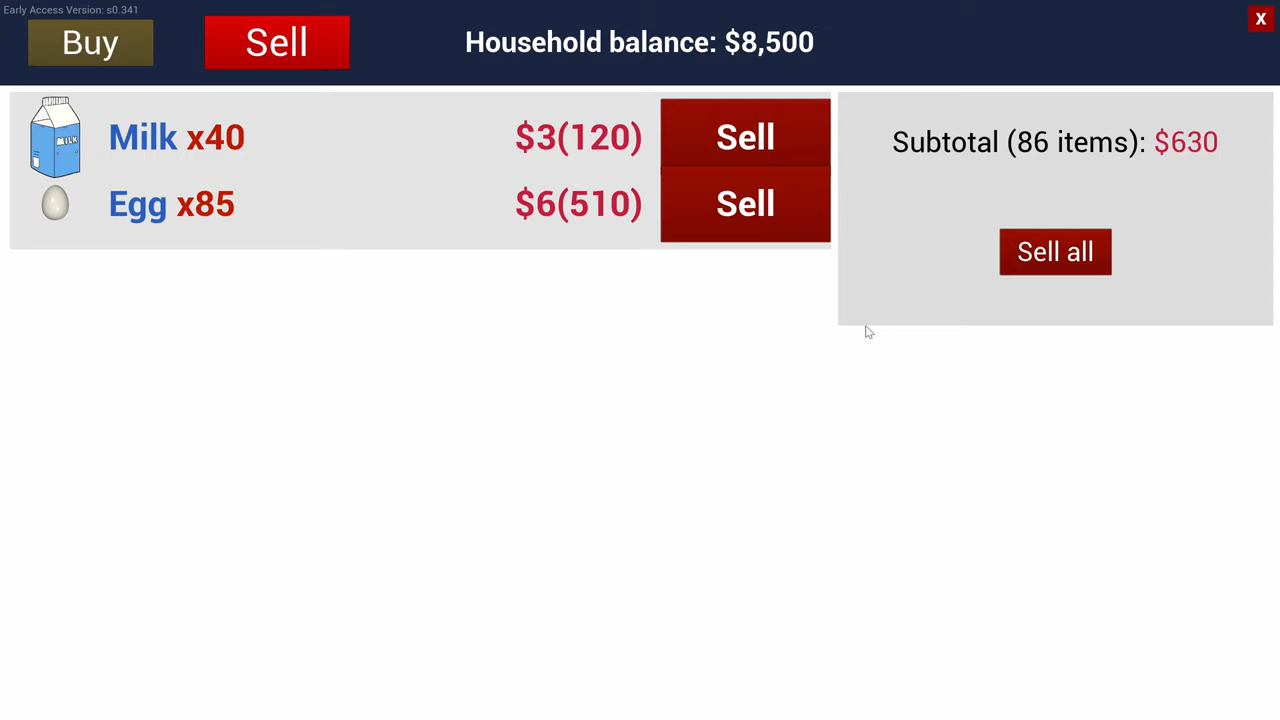 Early Access Version: s0.341
Buy
Sell
Household balance: $8,500
X
MILK
Milk x40
$3(120)
Sell
Egg x85
$6(510)
Sell
Subtotal (86 items): $630
Sell all